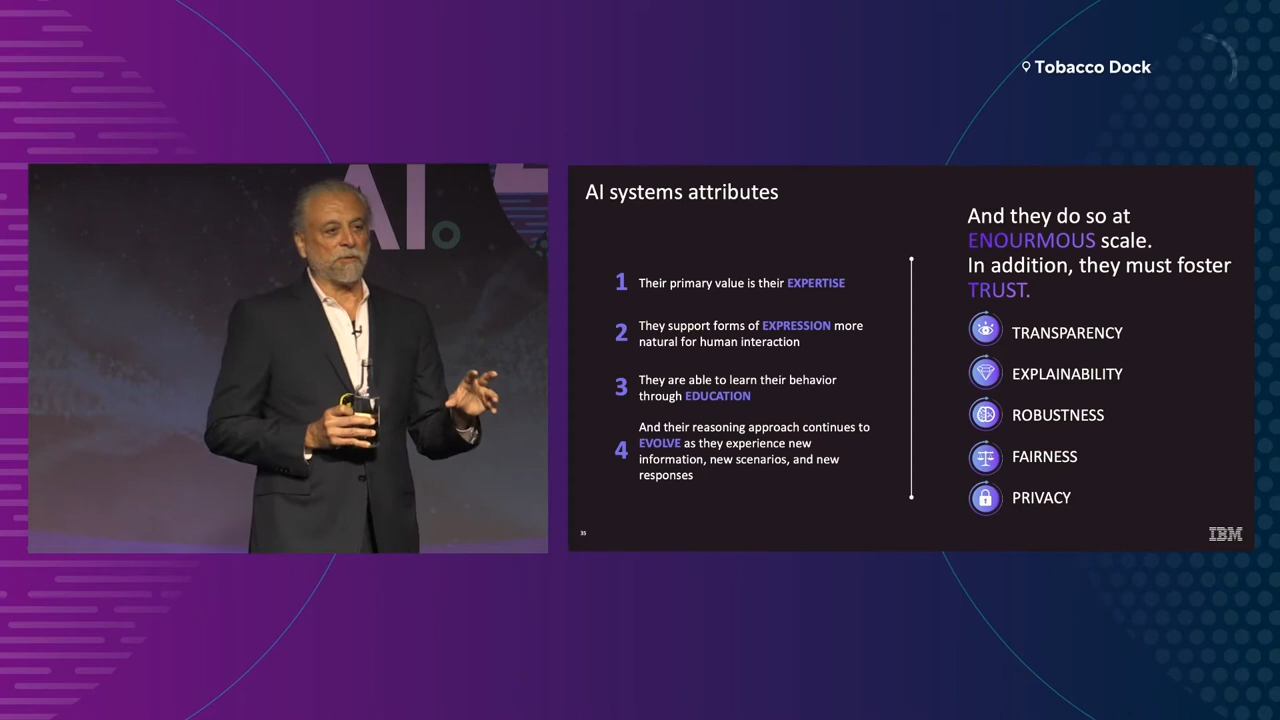 Tobacco Dock
AI.
AI systems attributes
1 Their primary value is their EXPERTISE
2 They support forms of EXPRESSION more
natural for human interaction
3 They are able to learn their behavior
through EDUCATION
4 And their reasoning approach continues to
EVOLVE as they experience new
information, new scenarios, and new
responses
And they do so at
ENOURMOUS scale.
In addition, they must foster
TRUST.
TRANSPARENCY
EXPLAINABILITY
ROBUSTNESS
FAIRNESS
PRIVACY
35
IBM